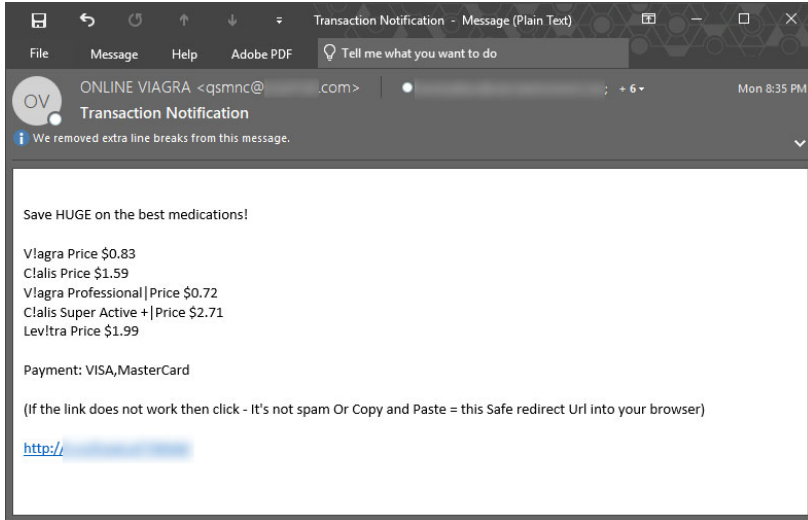 Transaction Notification - Message (Plain Text)
File Message Help Adobe PDF Tell me what you want to do
OV
ONLINE VIAGRA <qsmnc@ .com> ; + 6
Mon 8:35 PM
Transaction Notification
i We removed extra line breaks from this message.
Save HUGE on the best medications!
V!agra Price $0.83
C!alis Price $1.59
V!agra Professional|Price $0.72
C!alis Super Active +|Price $2.71
Lev!tra Price $1.99
Payment: VISA,MasterCard
(If the link does not work then click - It's not spam Or Copy and Paste = this Safe redirect Url into your browser)
http://